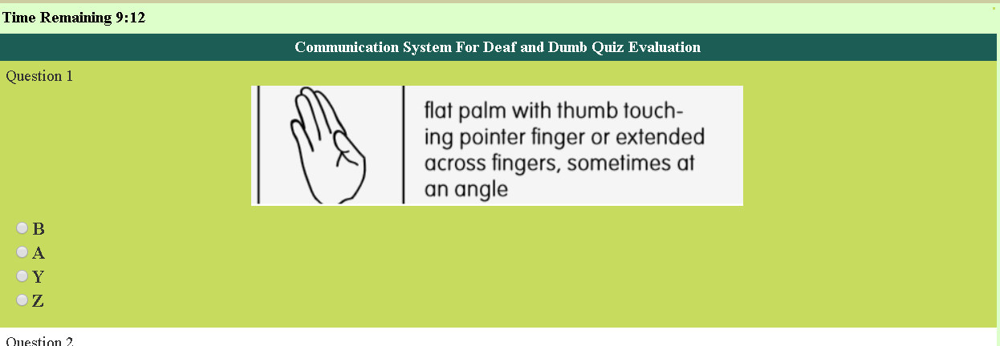 Time Remaining 9:12
Communication System For Deaf and Dumb Quiz Evaluation
Question 1
flat palm with thumb touch-
ing pointer finger or extended
across fingers, sometimes at
an angle
B
A
Y
Z
Question 2